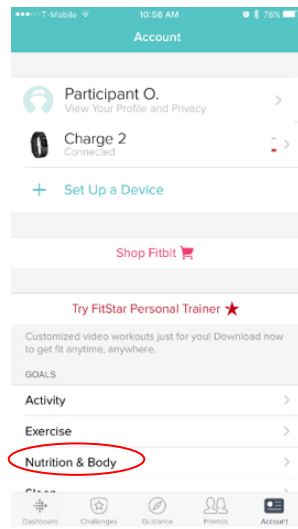 T-Mobile 10:56 AM 78%
Account
Participant O.
View Your Profile and Privacy
Charge 2
Connected
+ Set Up a Device
Shop Fitbit
Try FitStar Personal Trainer
Customized video workouts just for you! Download now
to get fit anytime, anywhere.
GOALS
Activity
Exercise
Nutrition & Body
Sleep
Dashboard Challenges Guidance Friends Account